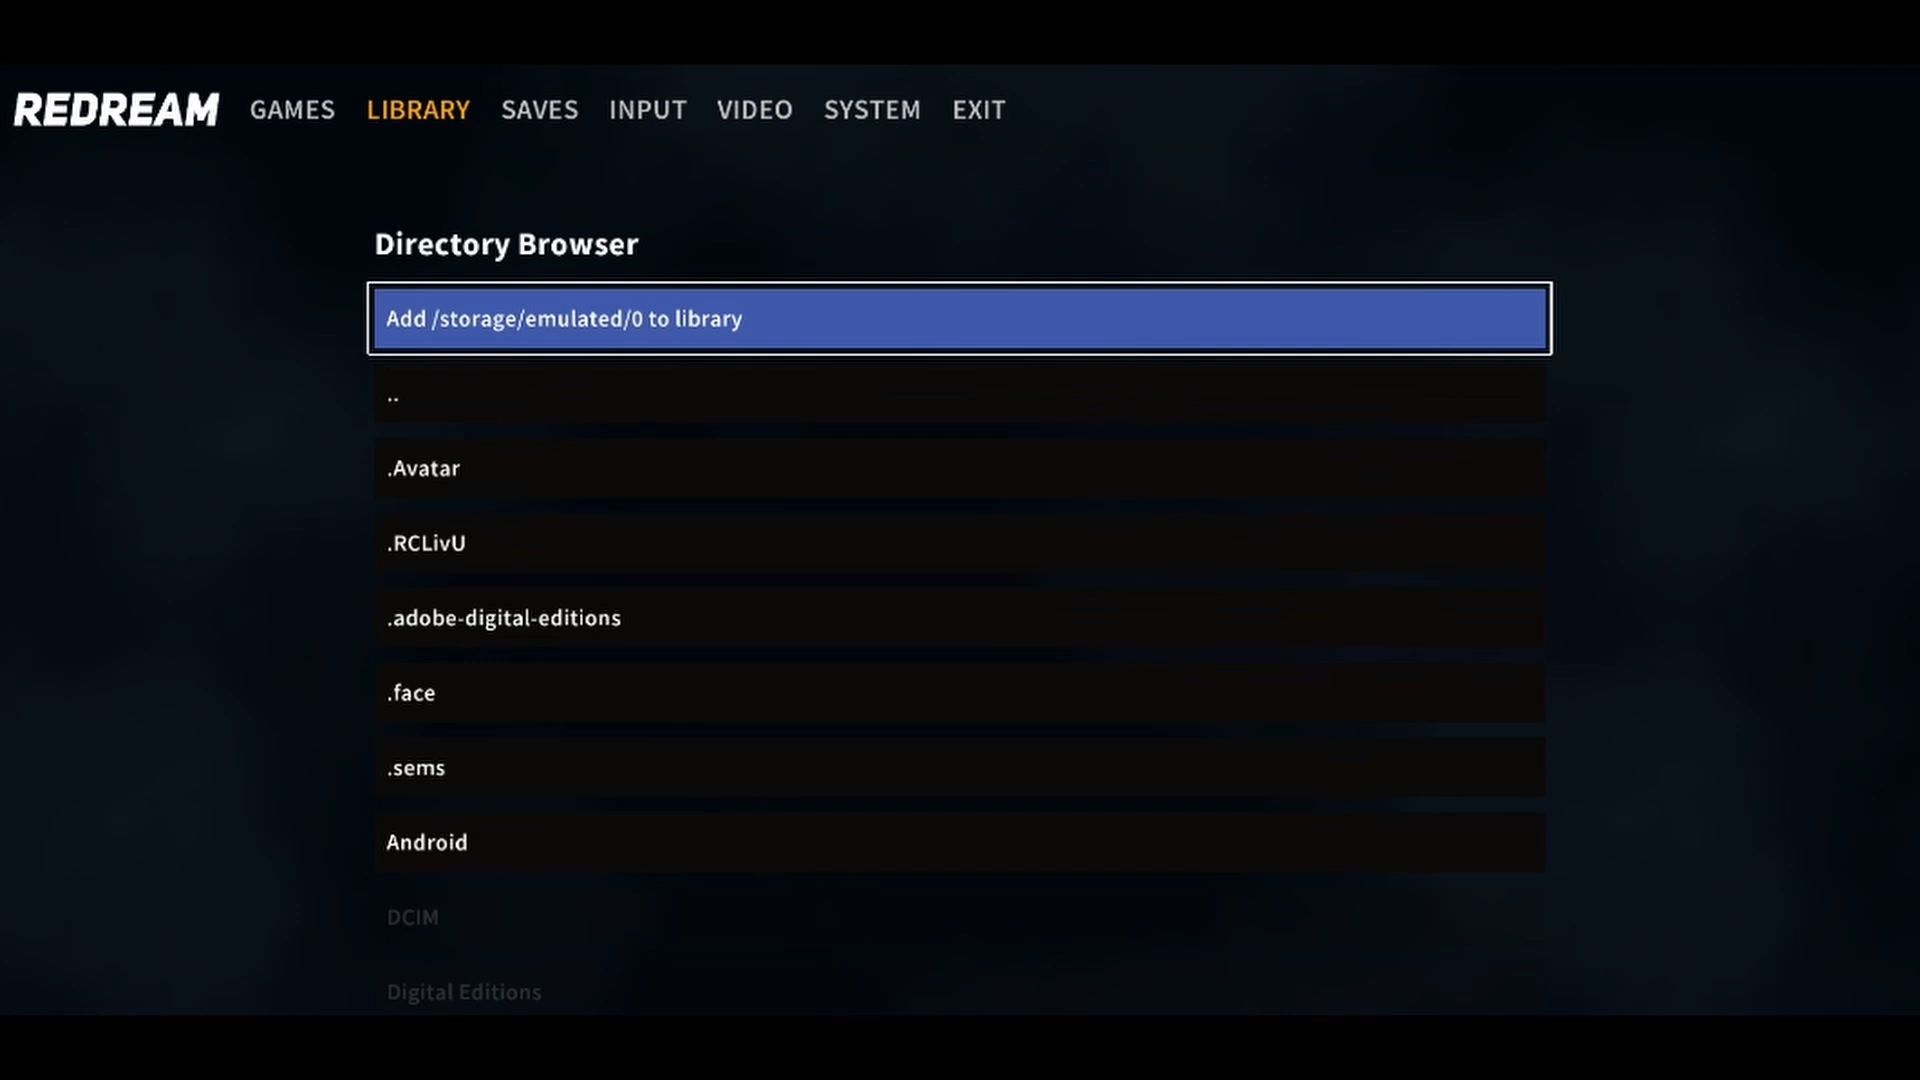 REDREAM GAMES LIBRARY SAVES INPUT VIDEO SYSTEM EXIT
Directory Browser
Add /storage/emulated/0 to library
..
.Avatar
.RCLivU
.adobe-digital-editions
.face
.sems
Android
DCIM
Digital Editions